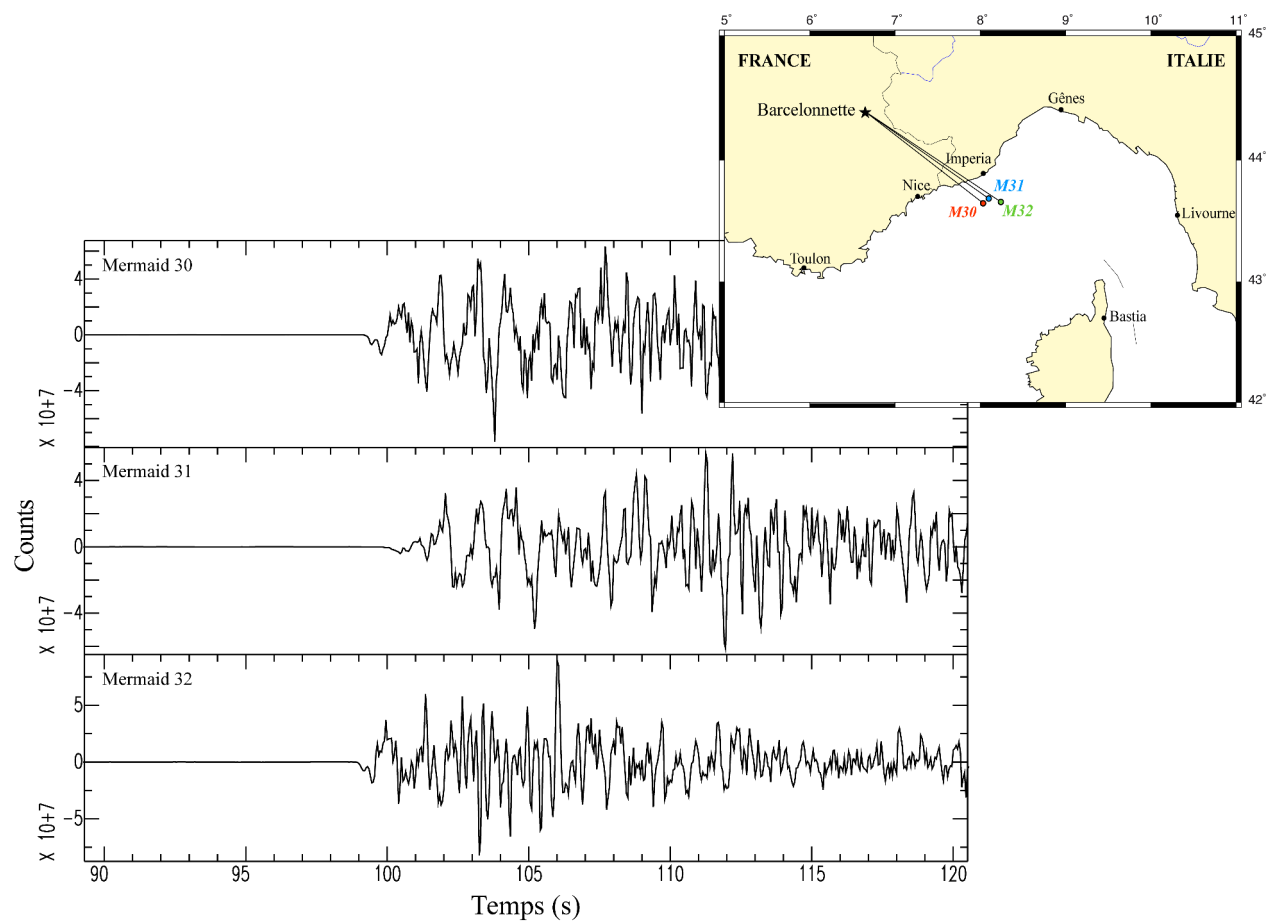 5° 6° 7° 8° 9° 10° 11°
45°
FRANCE ITALIE
Barcelonnette
Gênes
44°
Imperia
M31
Nice
M30 M32
Livourne
Toulon
43°
Bastia
42°
Mermaid 30
4
0
-4
X 10+7
Mermaid 31
4
0
-4
X 10+7
Counts
Mermaid 32
5
0
-5
X 10+7
90 95 100 105 110 115 120
Temps (s)